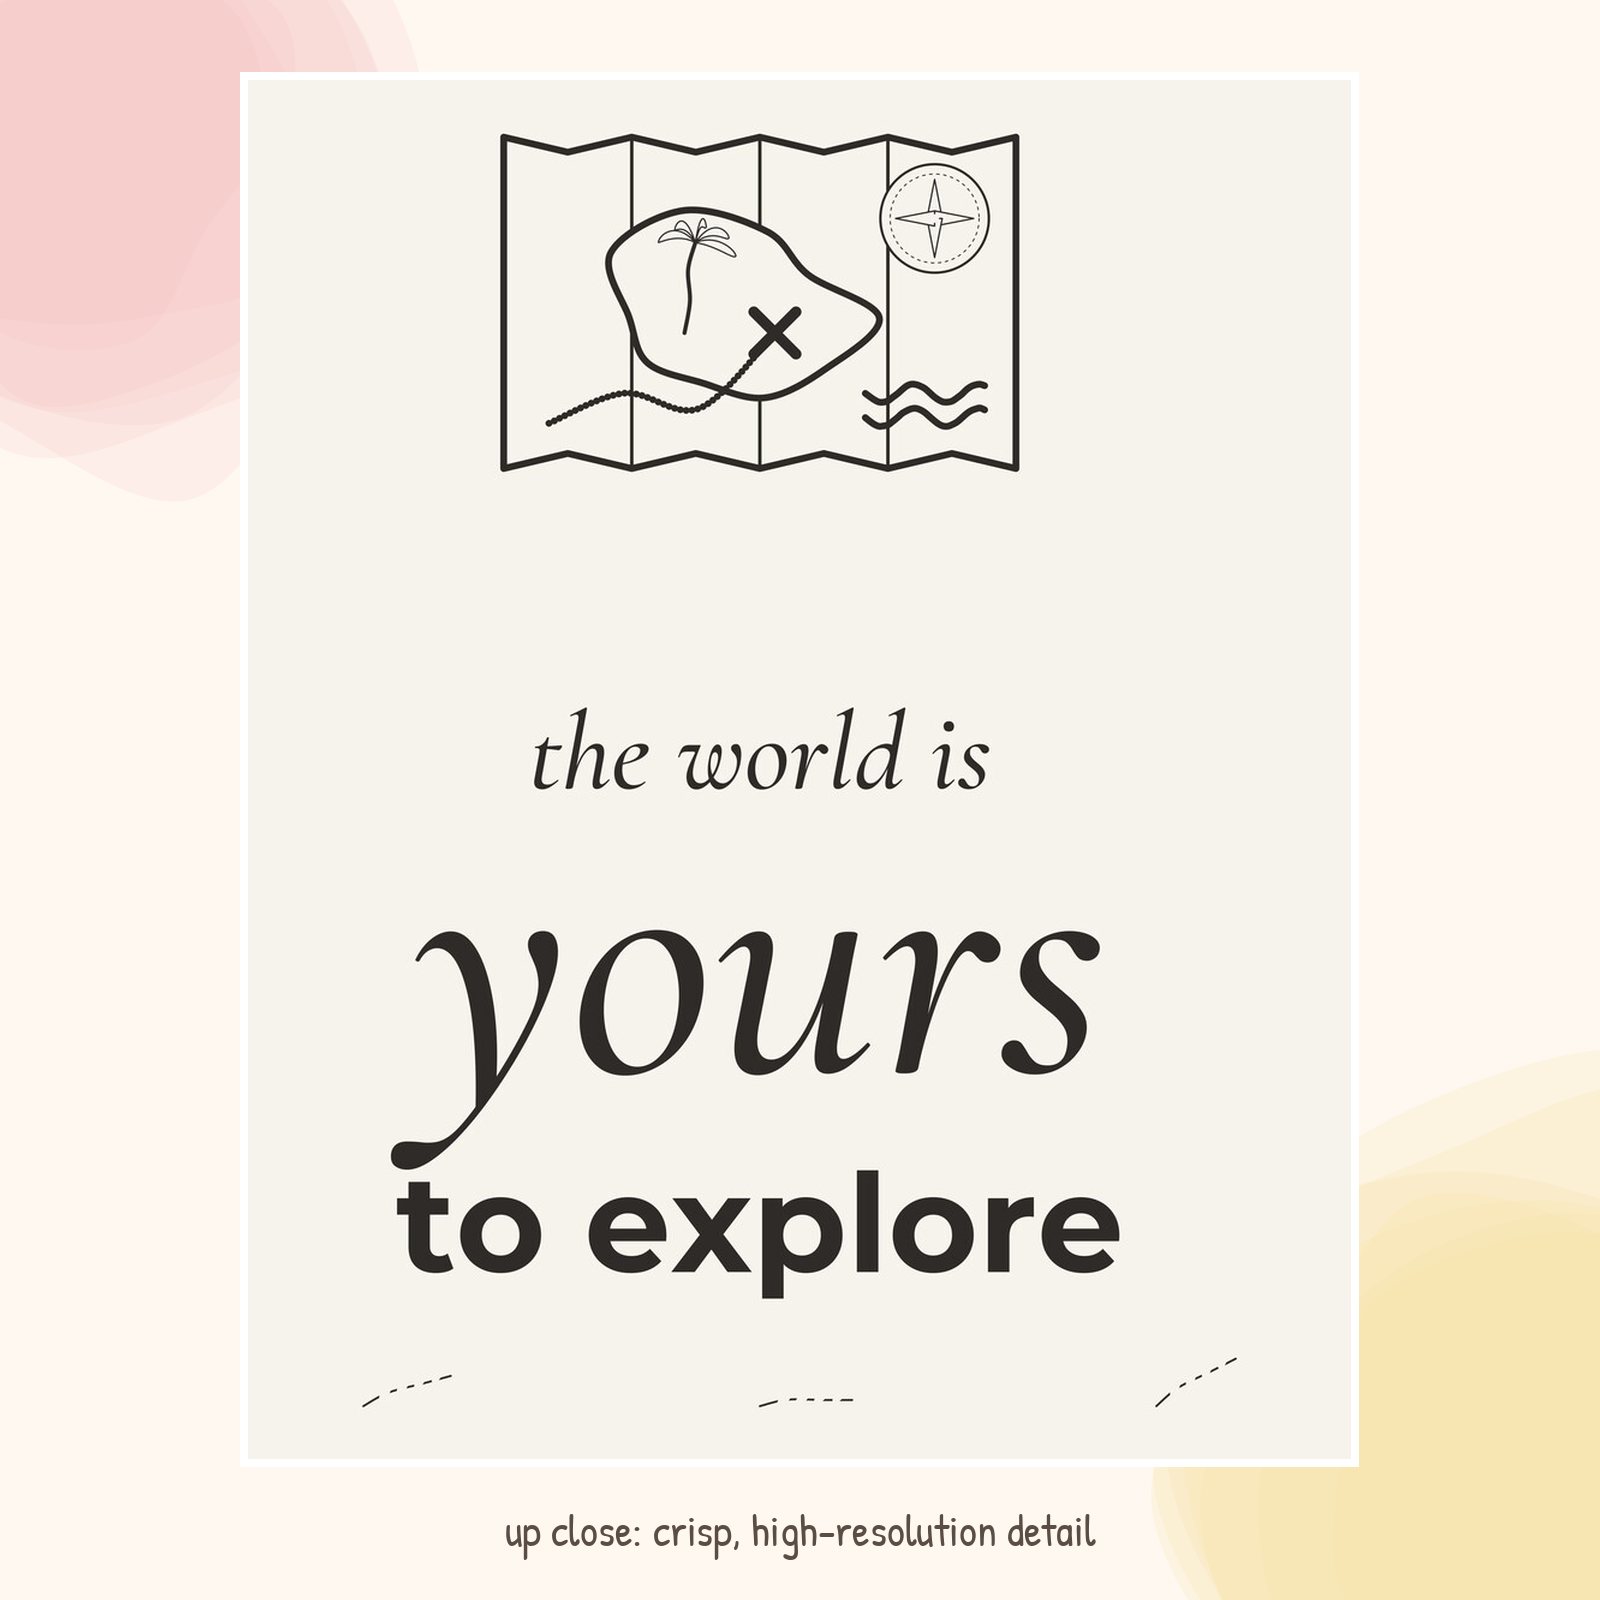 the world is
yours
to explore
up close: crisp, high-resolution detail